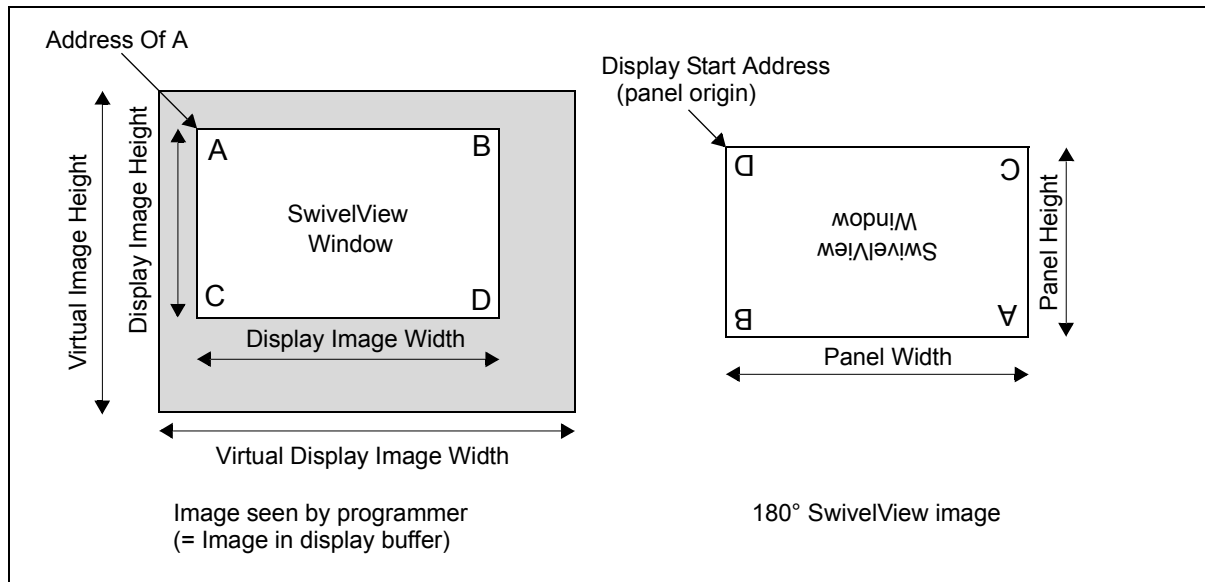 Address Of A
Virtual Image Height
Display Image Height
A
B
SwivelView
Window
C
D
Display Image Width
Virtual Display Image Width
Image seen by programmer
(= Image in display buffer)
Display Start Address
(panel origin)
D
C
SwivelView
Window
B
A
Panel Height
Panel Width
180° SwivelView image